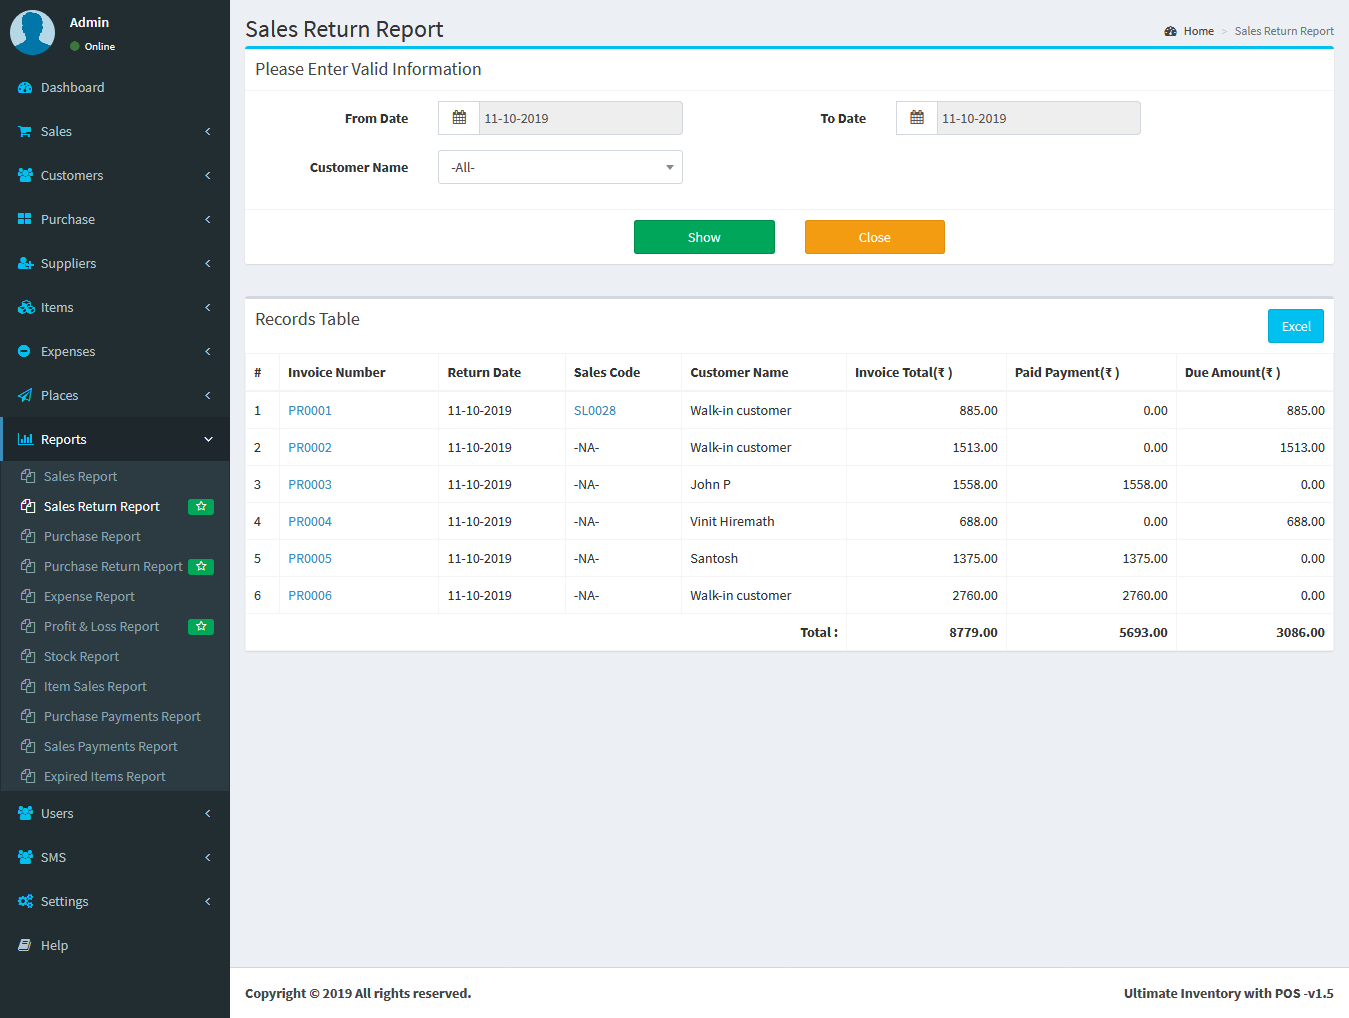 Admin
Online
Dashboard
Sales
Customers
Purchase
Suppliers
Items
Expenses
Places
Reports
Sales Report
Sales Return Report
Purchase Report
Purchase Return Report
Expense Report
Profit & Loss Report
Stock Report
Item Sales Report
Purchase Payments Report
Sales Payments Report
Expired Items Report
Users
SMS
Settings
Help
Sales Return Report
Home > Sales Return Report
Please Enter Valid Information
From Date 11-10-2019 To Date 11-10-2019
Customer Name -All-
Show Close
Records Table
Excel
# Invoice Number Return Date Sales Code Customer Name Invoice Total(₹ ) Paid Payment(₹ ) Due Amount(₹ )
1 PR0001 11-10-2019 SL0028 Walk-in customer 885.00 0.00 885.00
2 PR0002 11-10-2019 -NA- Walk-in customer 1513.00 0.00 1513.00
3 PR0003 11-10-2019 -NA- John P 1558.00 1558.00 0.00
4 PR0004 11-10-2019 -NA- Vinit Hiremath 688.00 0.00 688.00
5 PR0005 11-10-2019 -NA- Santosh 1375.00 1375.00 0.00
6 PR0006 11-10-2019 -NA- Walk-in customer 2760.00 2760.00 0.00
Total : 8779.00 5693.00 3086.00
Copyright © 2019 All rights reserved.
Ultimate Inventory with POS -v1.5